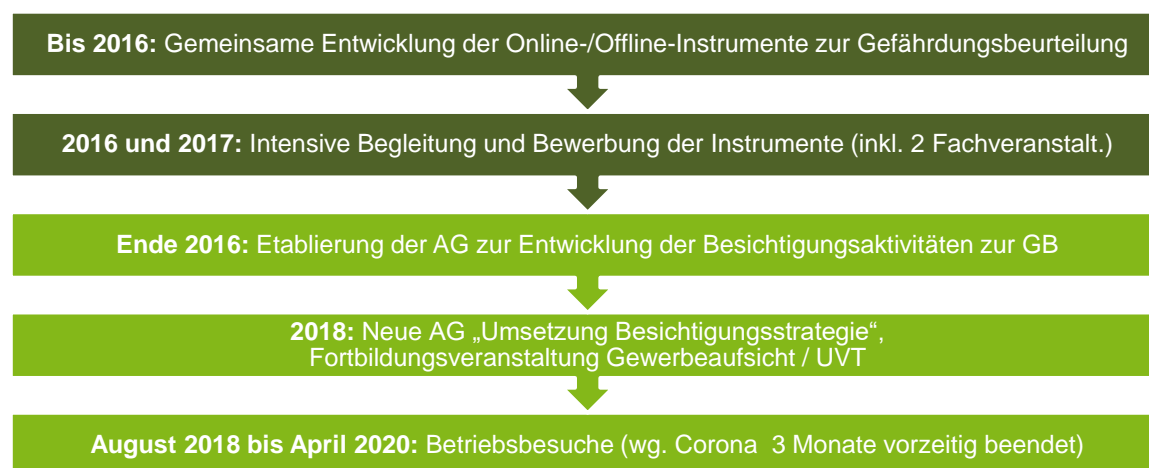 Bis 2016: Gemeinsame Entwicklung der Online-/Offline-Instrumente zur Gefährdungsbeurteilung
2016 und 2017: Intensive Begleitung und Bewerbung der Instrumente (inkl. 2 Fachveranstalt.)
Ende 2016: Etablierung der AG zur Entwicklung der Besichtigungsaktivitäten zur GB
2018: Neue AG „Umsetzung Besichtigungsstrategie“,
Fortbildungsveranstaltung Gewerbeaufsicht / UVT
August 2018 bis April 2020: Betriebsbesuche (wg. Corona 3 Monate vorzeitig beendet)